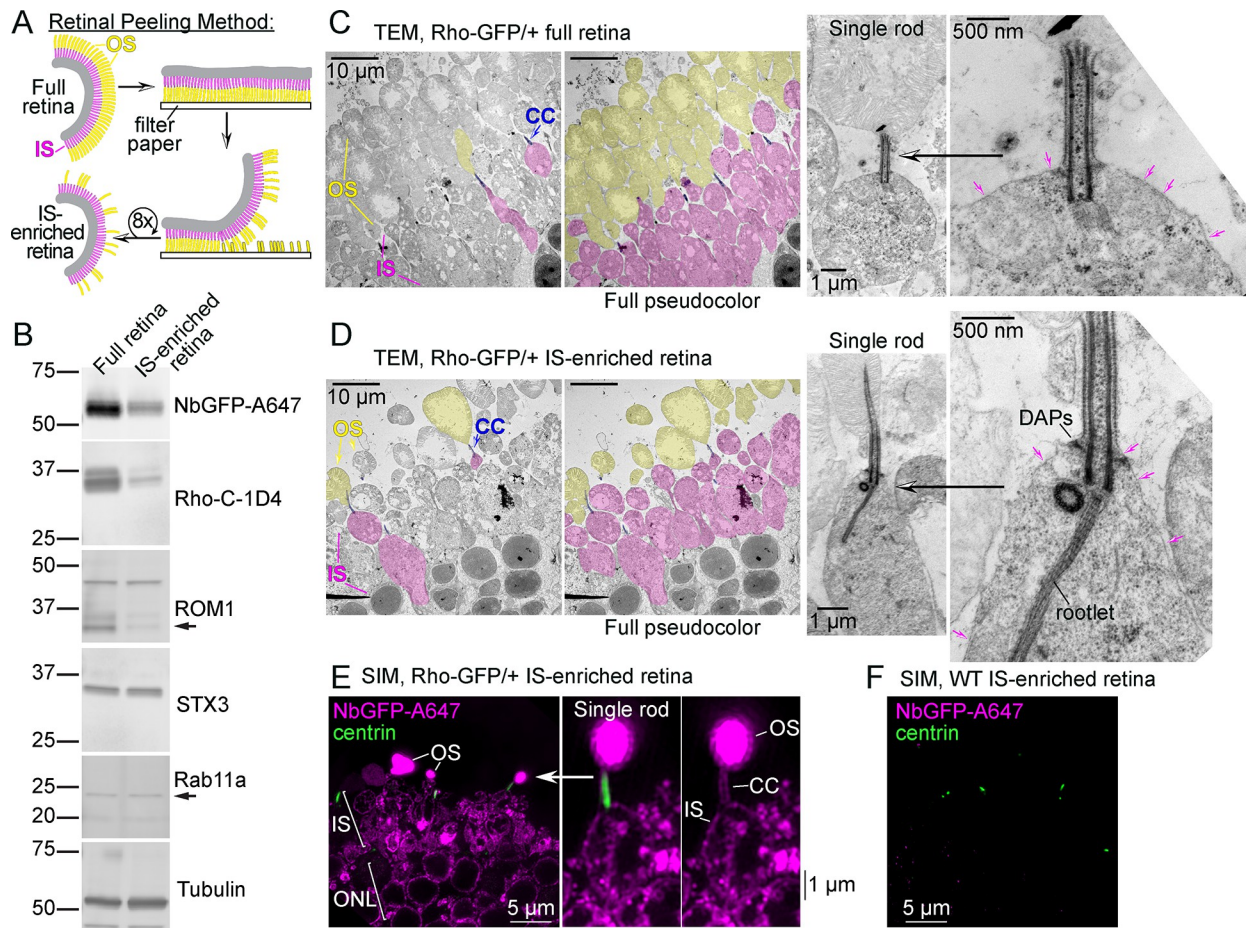 A
Retinal Peeling Method:
OS
Full
retina
filter
paper
IS
IS-
enriched
retina
8x
B
Full retina
IS-enriched
retina
75
50
NbGFP-A647
37
25
Rho-C-1D4
50
37
ROM1
37
25
STX3
25
20
Rab11a
75
50
Tubulin
C
TEM, Rho-GFP/+ full retina
10 µm
CC
OS
IS
Full pseudocolor
Single rod
1 µm
500 nm
D
TEM, Rho-GFP/+ IS-enriched retina
10 µm
OS
CC
IS
Full pseudocolor
Single rod
1 µm
500 nm
DAPs
rootlet
E
SIM, Rho-GFP/+ IS-enriched retina
NbGFP-A647
centrin
OS
IS
ONL
5 µm
Single rod
OS
CC
IS
1 µm
F
SIM, WT IS-enriched retina
NbGFP-A647
centrin
5 µm